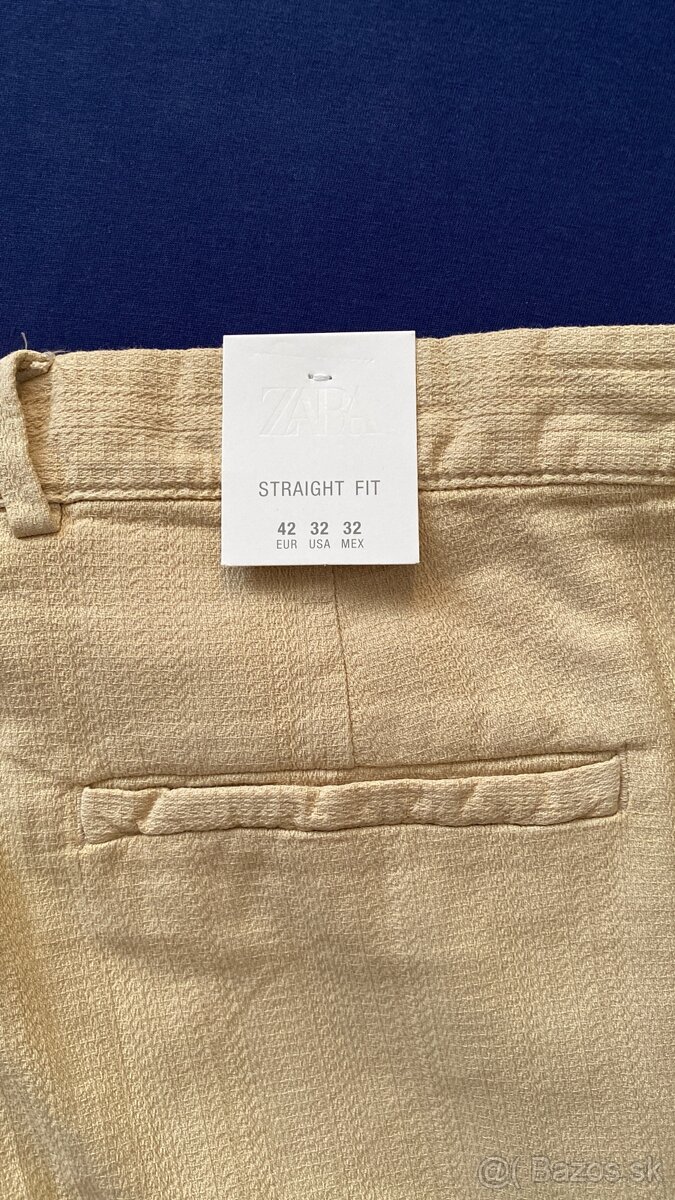 ZARA
STRAIGHT FIT
42 32 32
EUR USA MEX
@( Bazos.sk